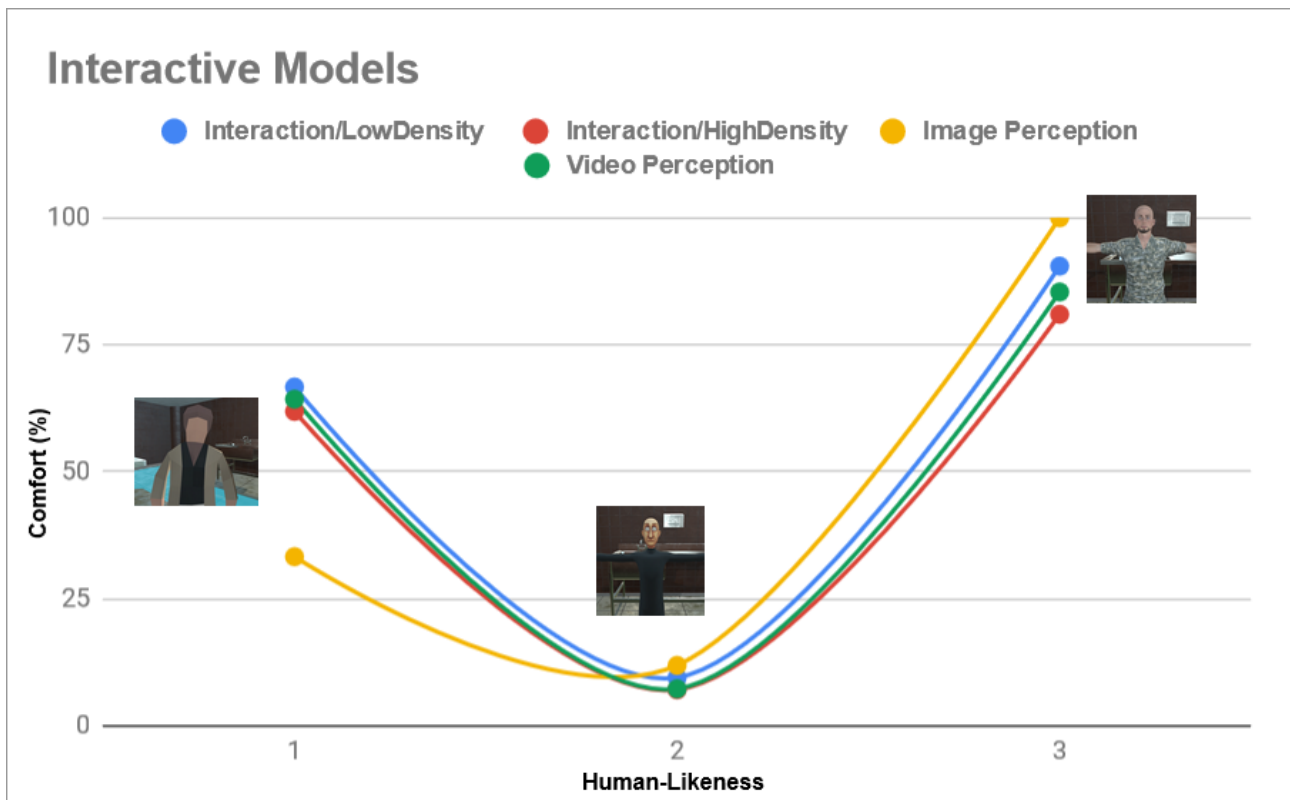 Interactive Models
Interaction/LowDensity
Interaction/HighDensity
Image Perception
Video Perception
100
75
50
25
0
Comfort (%)
1
2
3
Human-Likeness